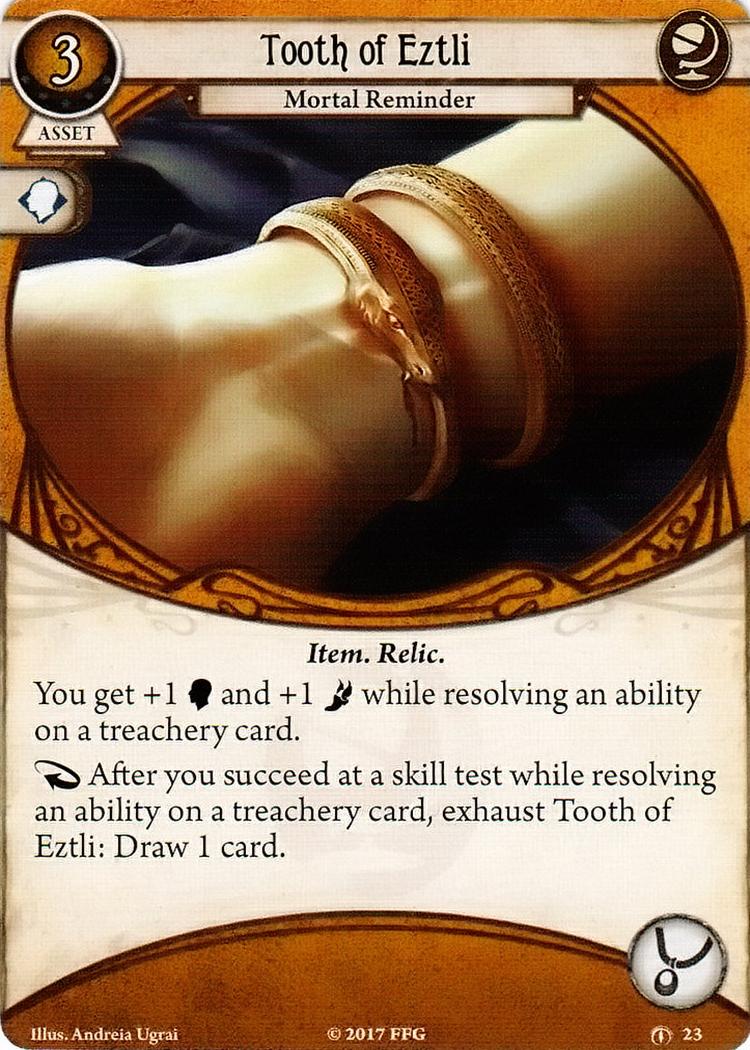 3
Tooth of Eztli
Mortal Reminder
ASSET
Item. Relic.
You get +1 and +1 while resolving an ability
on a treachery card.
After you succeed at a skill test while resolving
an ability on a treachery card, exhaust Tooth of
Eztli: Draw 1 card.
Illus. Andreia Ugrai
© 2017 FFG
23